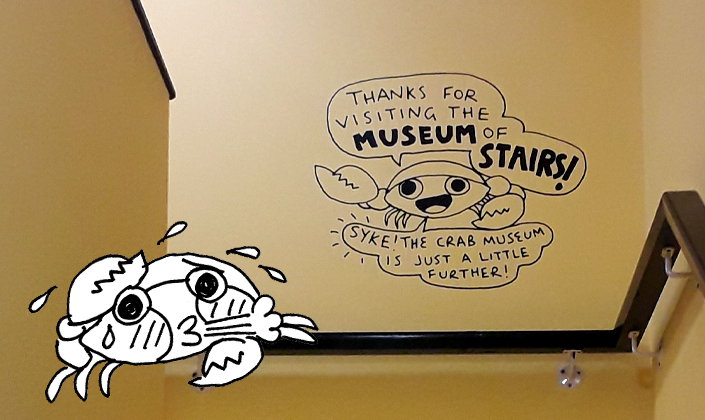 THANKS FOR
VISITING THE
MUSEUM OF
STAIRS!
SYKE! THE CRAB MUSEUM
IS JUST A LITTLE
FURTHER!